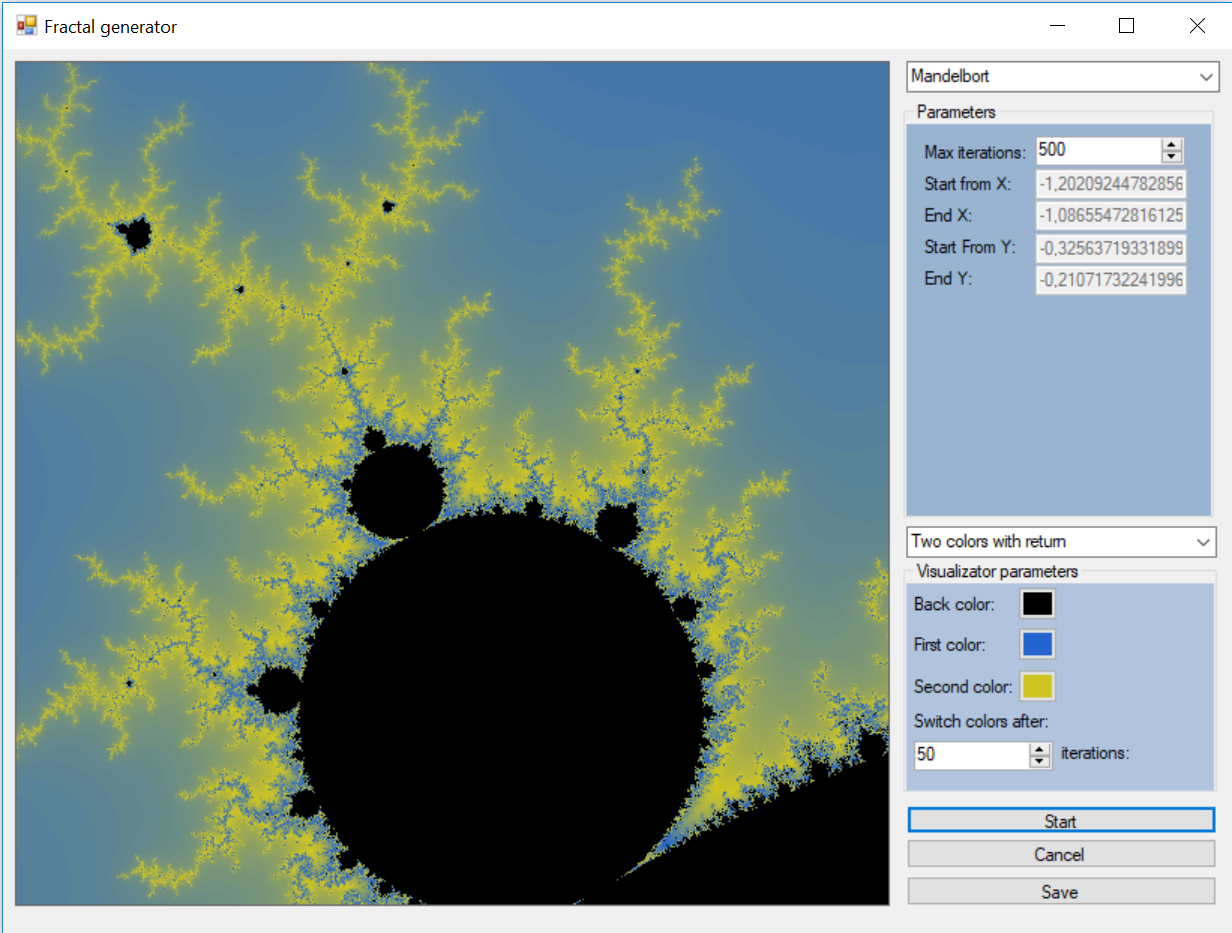 Fractal generator
Mandelbort
Parameters
Max iterations: 500
Start from X: -1,20209244782856
End X: -1,08655472816125
Start From Y: -0,32563719331899
End Y: -0,21071732241996
Two colors with return
Visualizator parameters
Back color:
First color:
Second color:
Switch colors after:
50 iterations:
Start
Cancel
Save